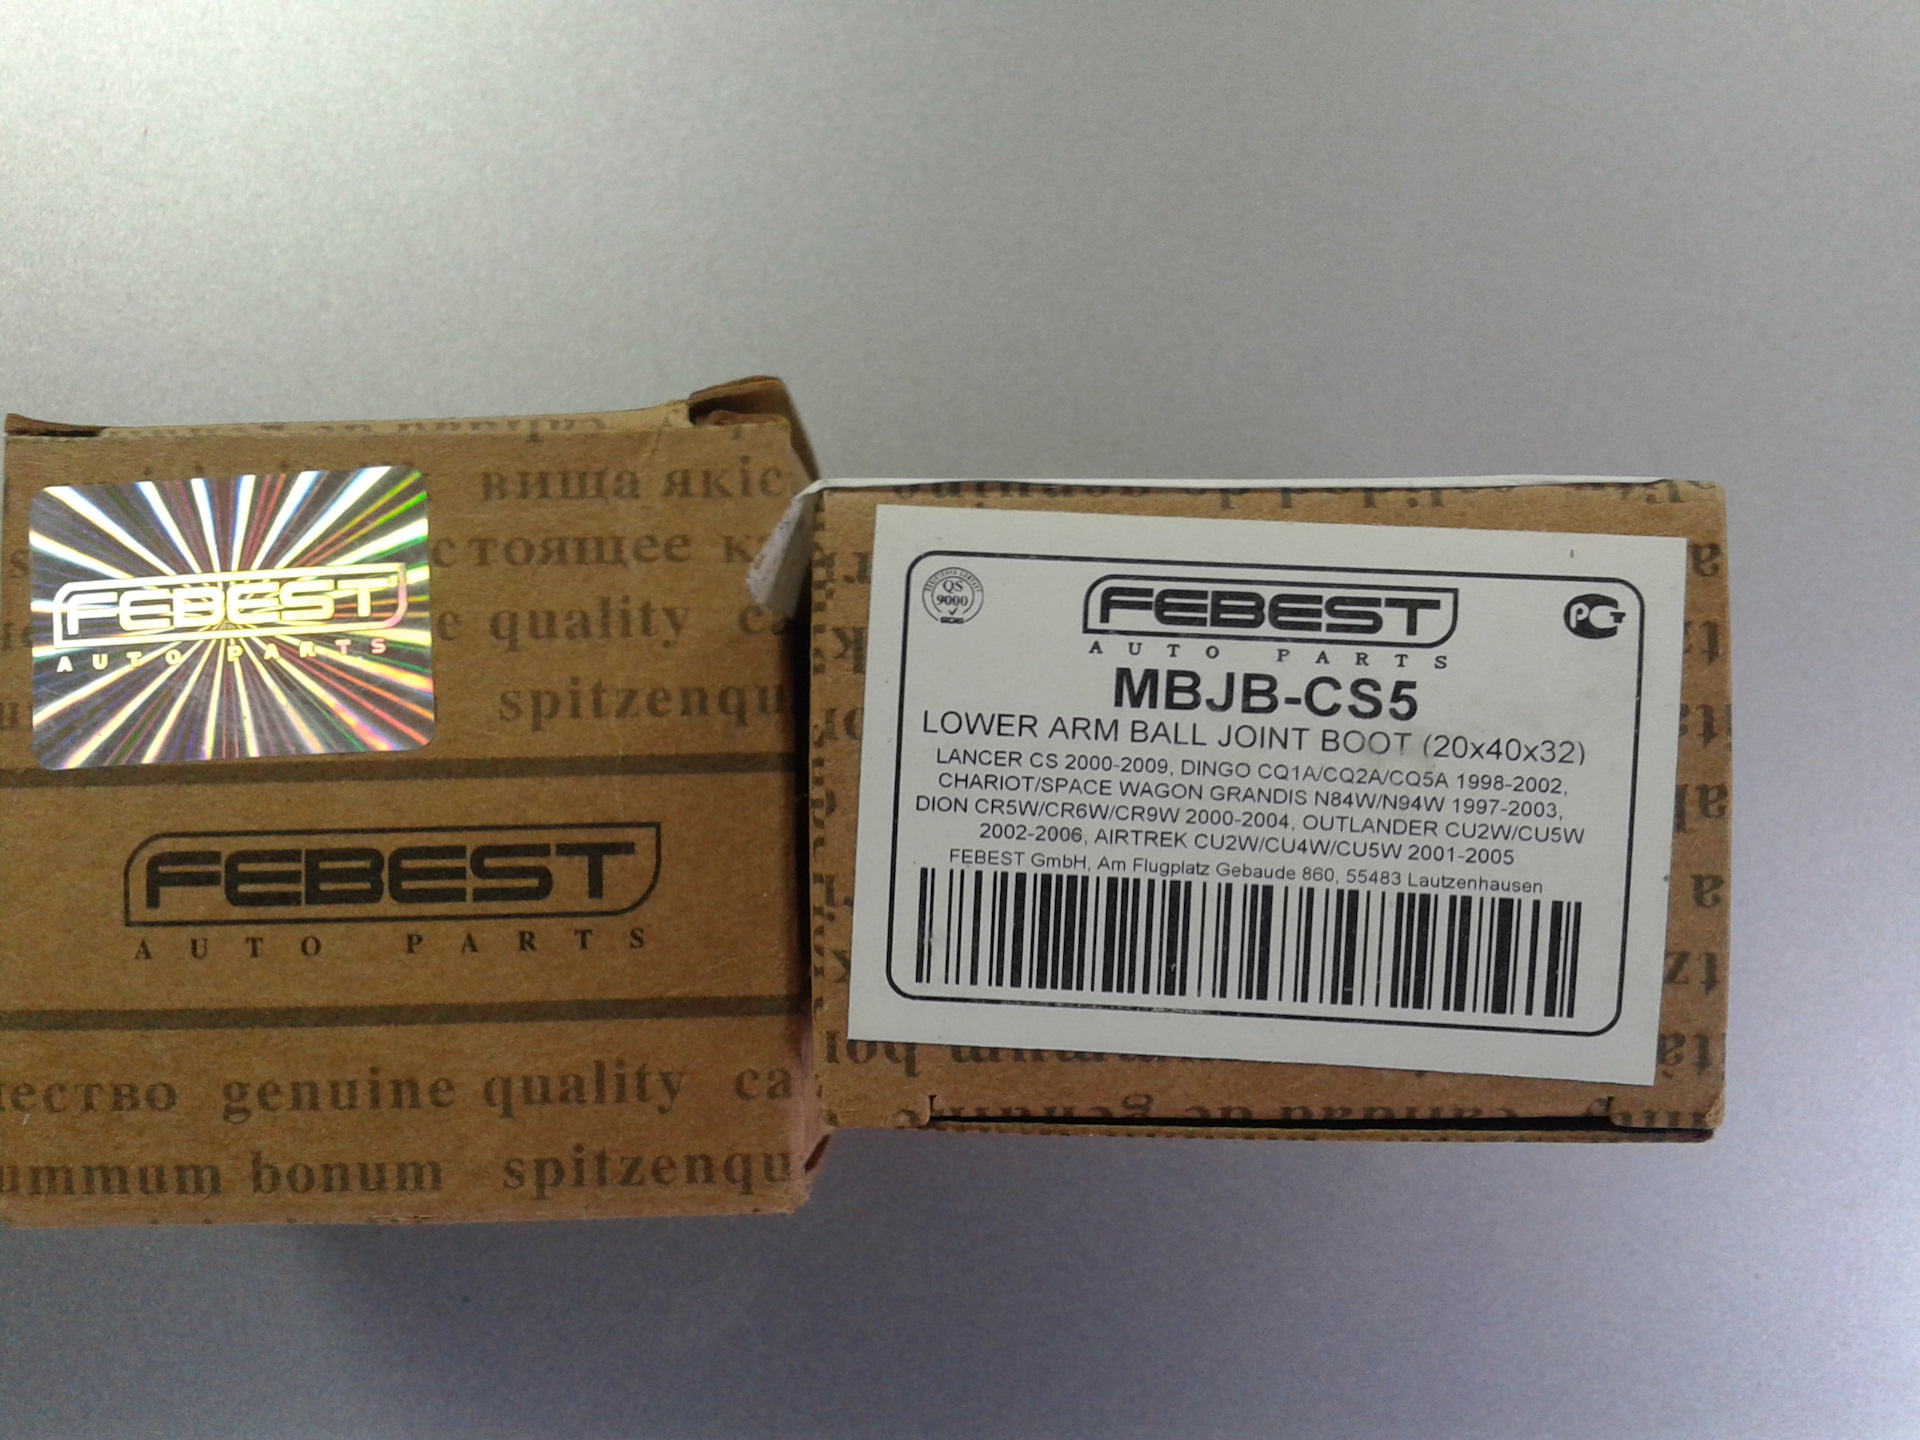 вища якіс
стоящее к
FEBEST
AUTO PARTS
quality
spitzenqu
FEBEST
AUTO PARTS
genuine quality ca
bonum spitzenqu
QS
9000
FEBEST
AUTO PARTS
РСТ
MBJB-CS5
LOWER ARM BALL JOINT BOOT (20x40x32)
LANCER CS 2000-2009, DINGO CQ1A/CQ2A/CQ5A 1998-2002,
CHARIOT/SPACE WAGON GRANDIS N84W/N94W 1997-2003,
DION CR5W/CR6W/CR9W 2000-2004, OUTLANDER CU2W/CU5W
2002-2006, AIRTREK CU2W/CU4W/CU5W 2001-2005
FEBEST GmbH, Am Flugplatz Gebaude 860, 55483 Lautzenhausen